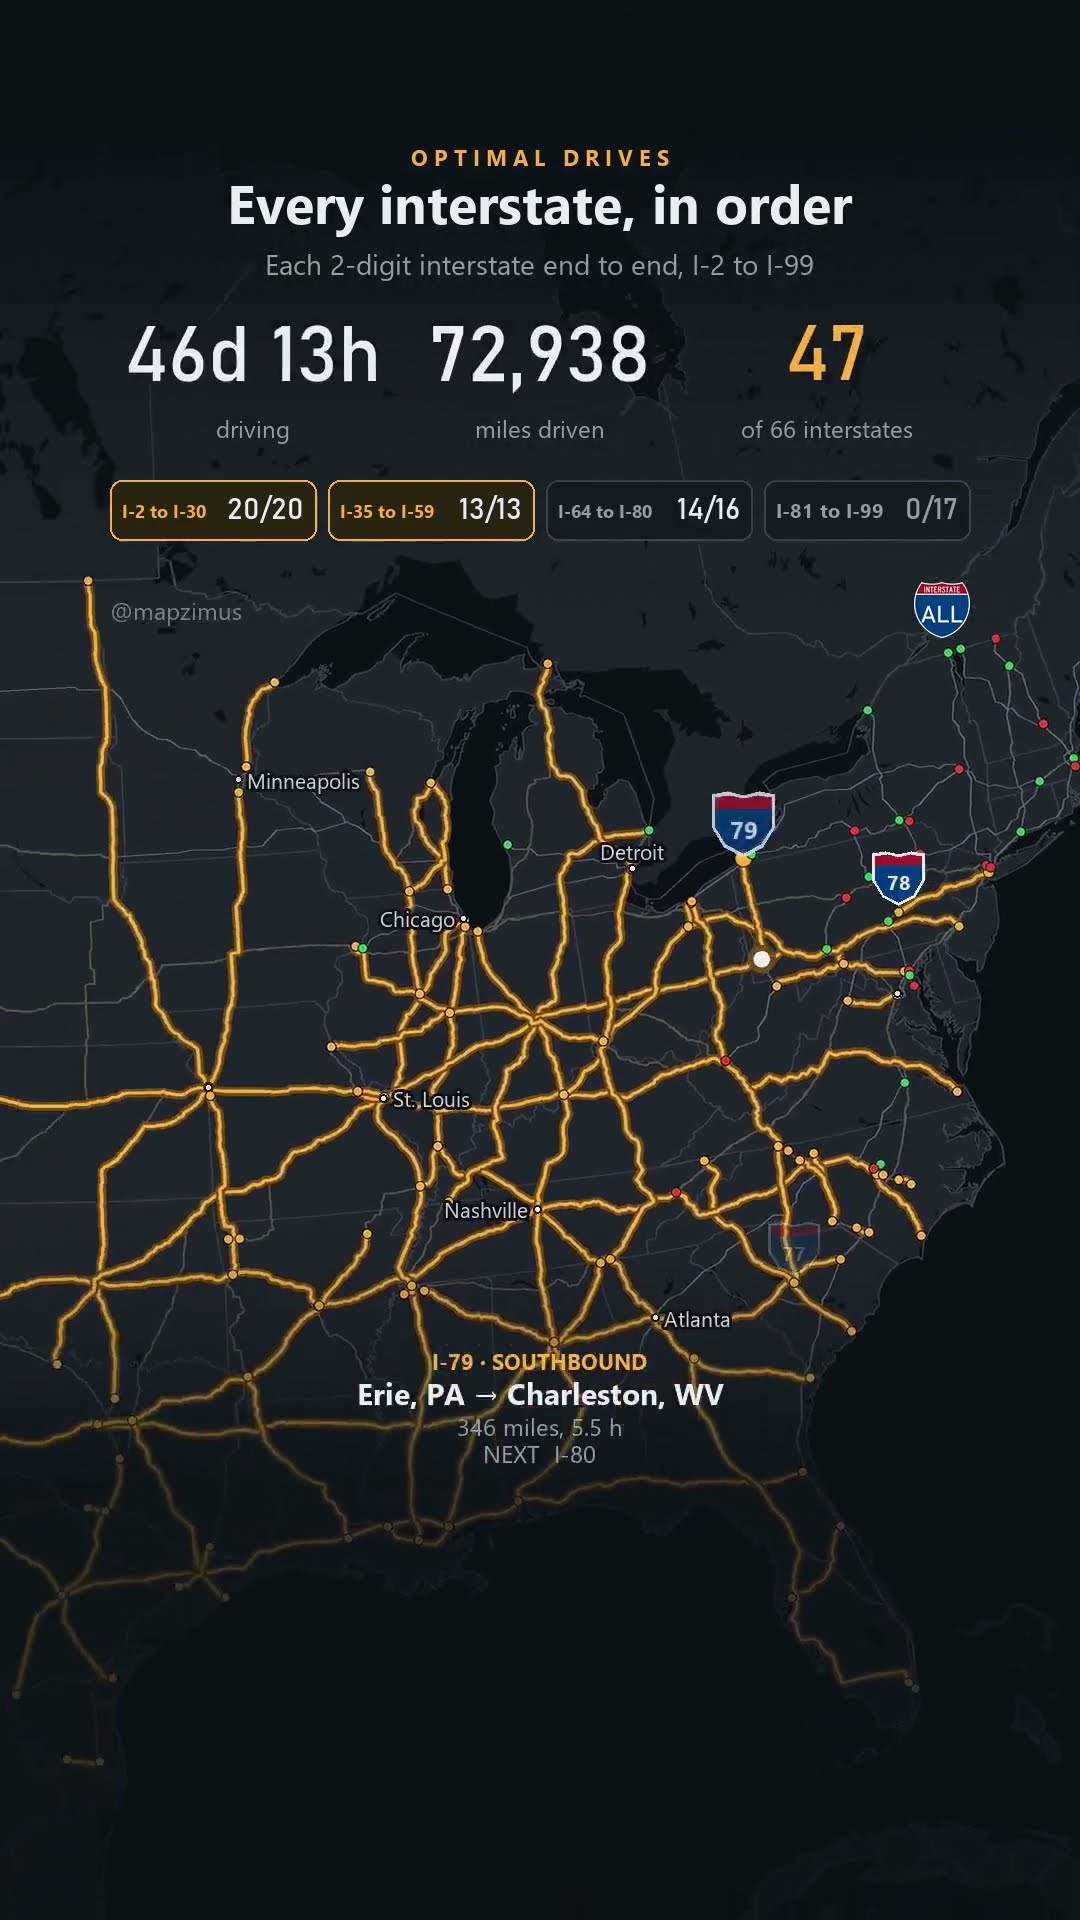 OPTIMAL DRIVES
Every interstate, in order
Each 2-digit interstate end to end, I-2 to I-99
46d 13h 72,938 47
driving miles driven of 66 interstates
I-2 to I-30 20/20 I-35 to I-59 13/13 I-64 to I-80 14/16 I-81 to I-99 0/17
@mapzimus
INTERSTATE
ALL
Minneapolis
79
Detroit
78
Chicago
St. Louis
Nashville
77
Atlanta
I-79 · SOUTHBOUND
Erie, PA → Charleston, WV
346 miles, 5.5 h
NEXT I-80